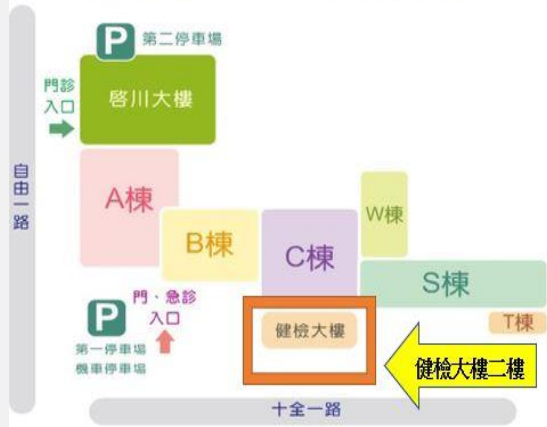 P 第二停車場
門診
入口
啓川大樓
自由一路
A棟
B棟
C棟
W棟
S棟
T棟
P
門、急診
入口
第一停車場
機車停車場
健檢大樓
健檢大樓二樓
十全一路